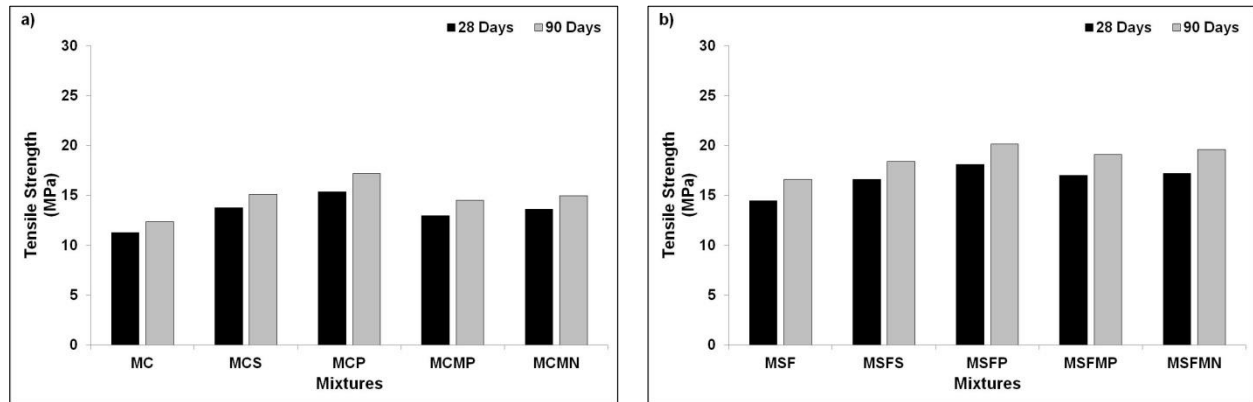 a)
28 Days 90 Days
30
25
20
15
10
5
0
Tensile Strength
(MPa)
MC MCS MCP MCMP MCMN
Mixtures
b)
28 Days 90 Days
30
25
20
15
10
5
0
Tensile Strength
(MPa)
MSF MSFS MSFP MSFMP MSFMN
Mixtures